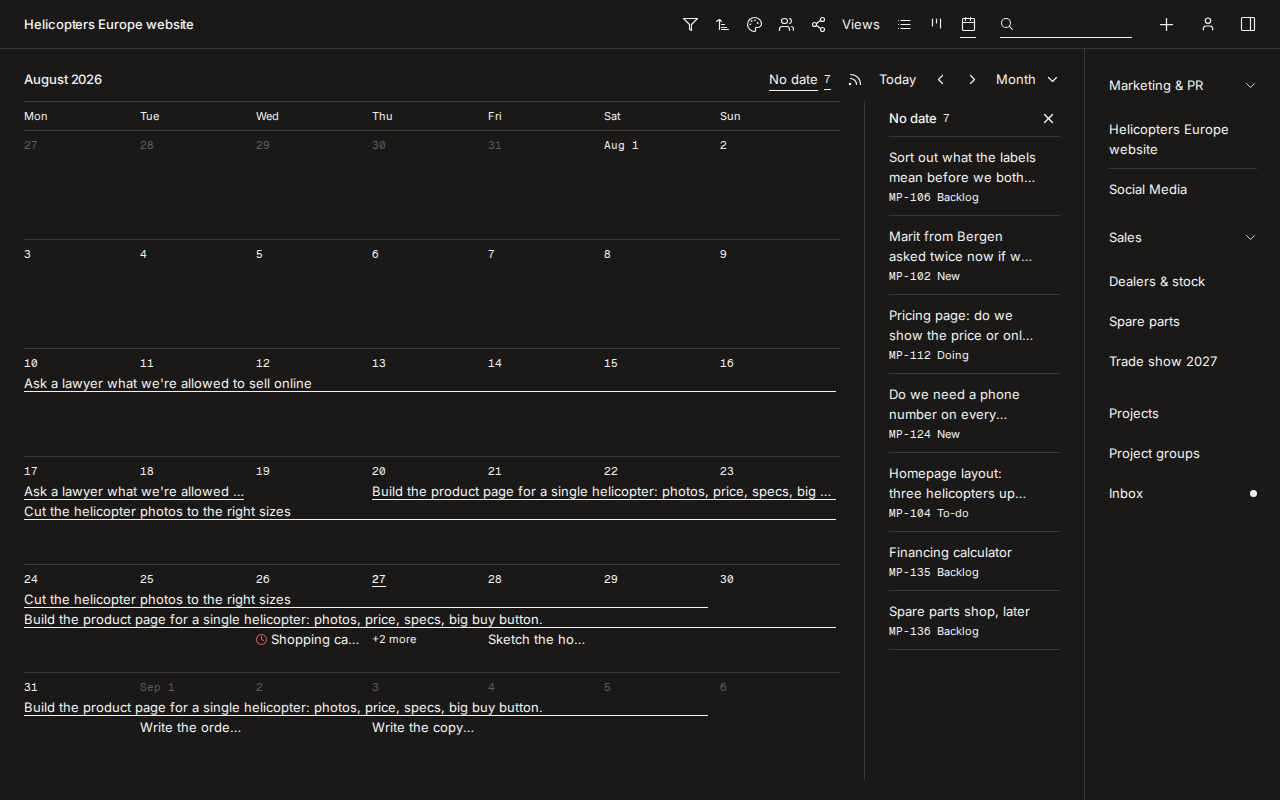 Helicopters Europe website
Views
August 2026
No date 7
Today
Month
Mon Tue Wed Thu Fri Sat Sun
27 28 29 30 31 Aug 1 2
3 4 5 6 7 8 9
10 11 12 13 14 15 16
Ask a lawyer what we're allowed to sell online
17 18 19 20 21 22 23
Ask a lawyer what we're allowed ... Build the product page for a single helicopter: photos, price, specs, big ...
Cut the helicopter photos to the right sizes
24 25 26 27 28 29 30
Cut the helicopter photos to the right sizes
Build the product page for a single helicopter: photos, price, specs, big buy button.
Shopping ca... +2 more Sketch the ho...
31 Sep 1 2 3 4 5 6
Build the product page for a single helicopter: photos, price, specs, big buy button.
Write the orde... Write the copy...
No date 7
Sort out what the labels
mean before we both...
MP-106 Backlog
Marit from Bergen
asked twice now if w...
MP-102 New
Pricing page: do we
show the price or onl...
MP-112 Doing
Do we need a phone
number on every...
MP-124 New
Homepage layout:
three helicopters up...
MP-104 To-do
Financing calculator
MP-135 Backlog
Spare parts shop, later
MP-136 Backlog
Marketing & PR
Helicopters Europe
website
Social Media
Sales
Dealers & stock
Spare parts
Trade show 2027
Projects
Project groups
Inbox